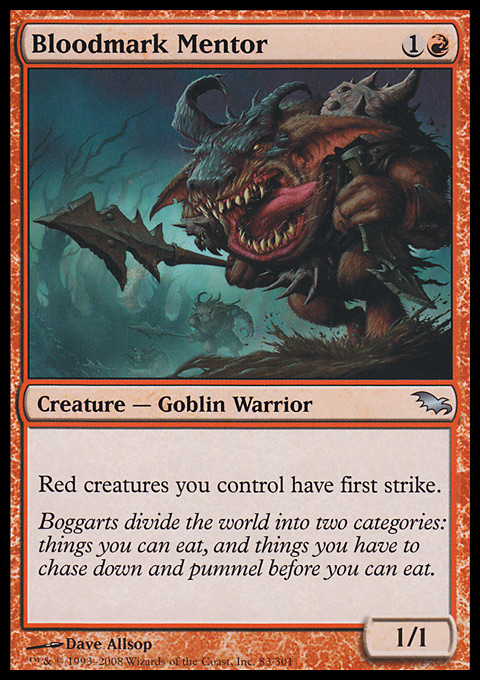 Bloodmark Mentor 1
Creature — Goblin Warrior
Red creatures you control have first strike.
Boggarts divide the world into two categories:
things you can eat, and things you have to
chase down and pummel before you can eat.
Dave Allsop
1/1
™ & © 1993–2008 Wizards of the Coast, Inc. 83/301